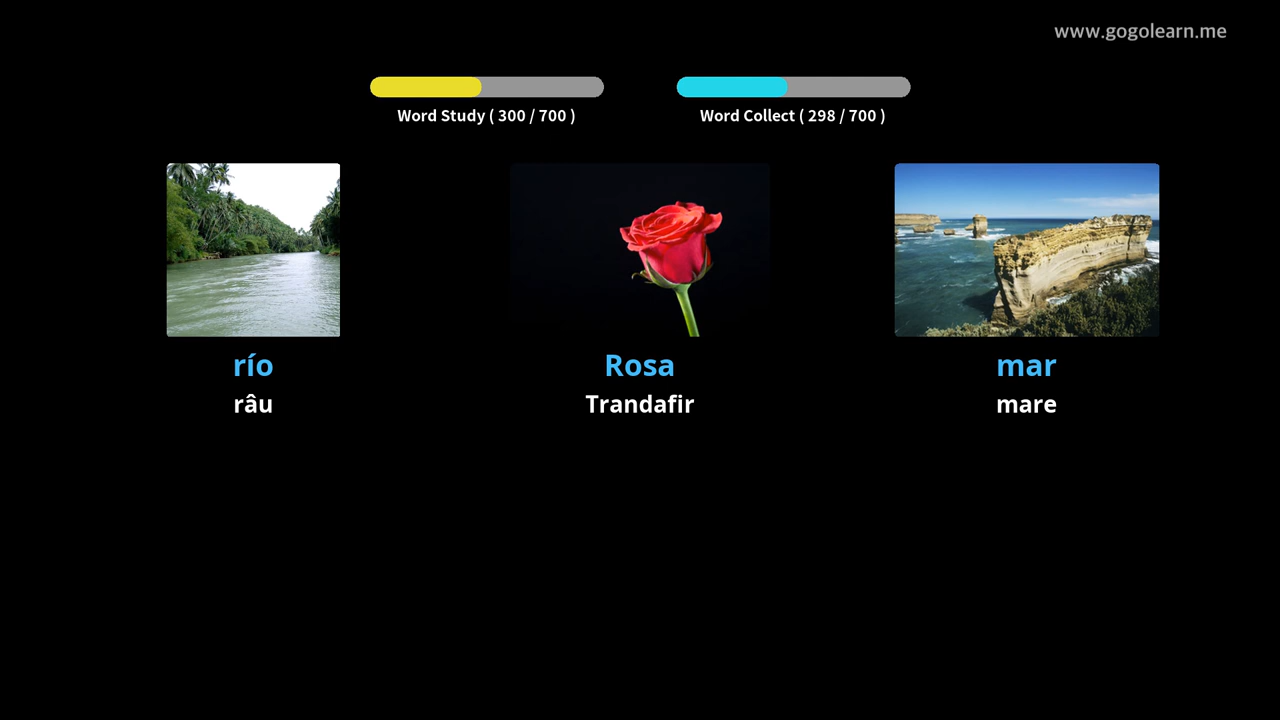 www.gogolearn.me
Word Study ( 300 / 700 )
Word Collect ( 298 / 700 )
río
râu
Rosa
Trandafir
mar
mare